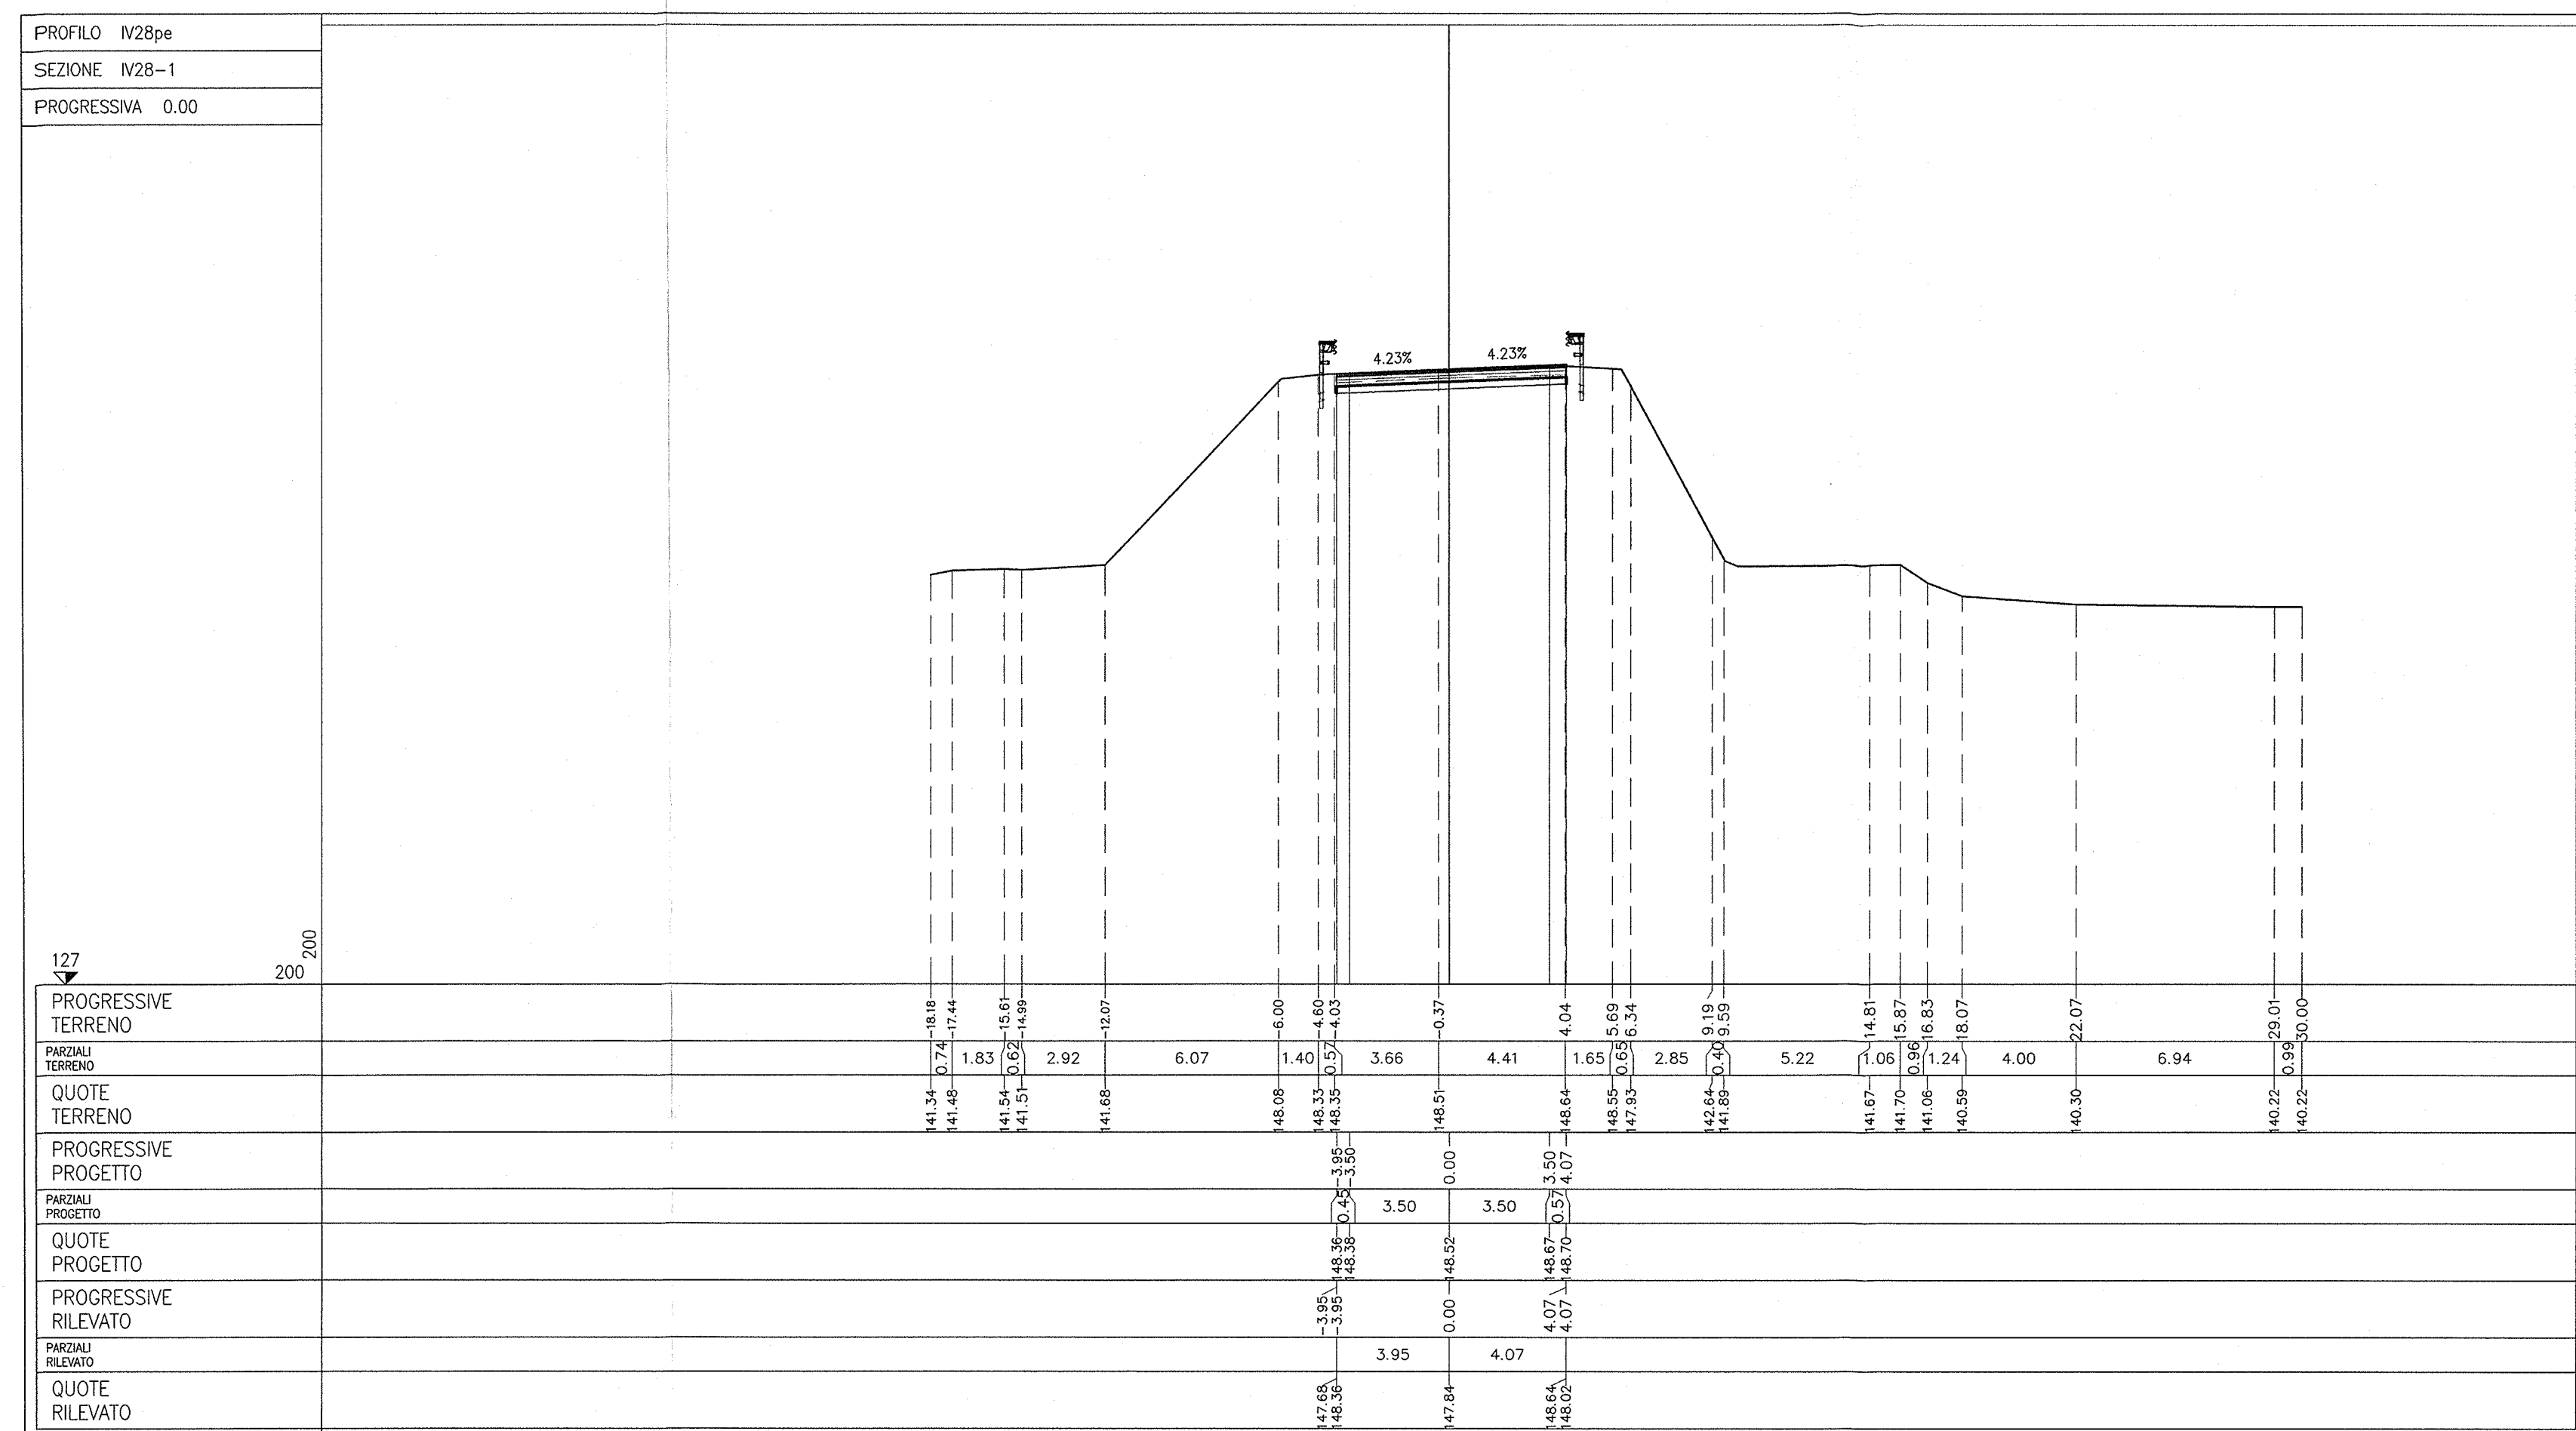 PROFILO IV28pe
SEZIONE IV28-1
PROGRESSIVA 0.00
4.23% 4.23%
127
200
200
PROGRESSIVE
TERRENO
-18.18 -17.44 -15.61 -14.99 -12.07 -6.00 -4.60 -4.03 -0.37 4.04 5.69 6.34 9.19 9.59 14.81 15.87 16.83 18.07 22.07 29.01 30.00
PARZIALI
TERRENO
0.74 1.83 0.62 2.92 6.07 1.40 0.57 3.66 4.41 1.65 0.65 2.85 0.40 5.22 1.06 0.96 1.24 4.00 6.94 0.99
QUOTE
TERRENO
141.34 141.48 141.54 141.51 141.68 148.08 148.33 148.35 148.51 148.64 148.55 147.93 142.64 141.89 141.67 141.70 141.06 140.59 140.30 140.22 140.22
PROGRESSIVE
PROGETTO
-3.95 -3.50 0.00 3.50 4.07
PARZIALI
PROGETTO
0.45 3.50 3.50 0.57
QUOTE
PROGETTO
148.36 148.38 148.52 148.67 148.70
PROGRESSIVE
RILEVATO
-3.95 -3.95 0.00 4.07 4.07
PARZIALI
RILEVATO
3.95 4.07
QUOTE
RILEVATO
147.68 148.36 147.84 148.64 148.02